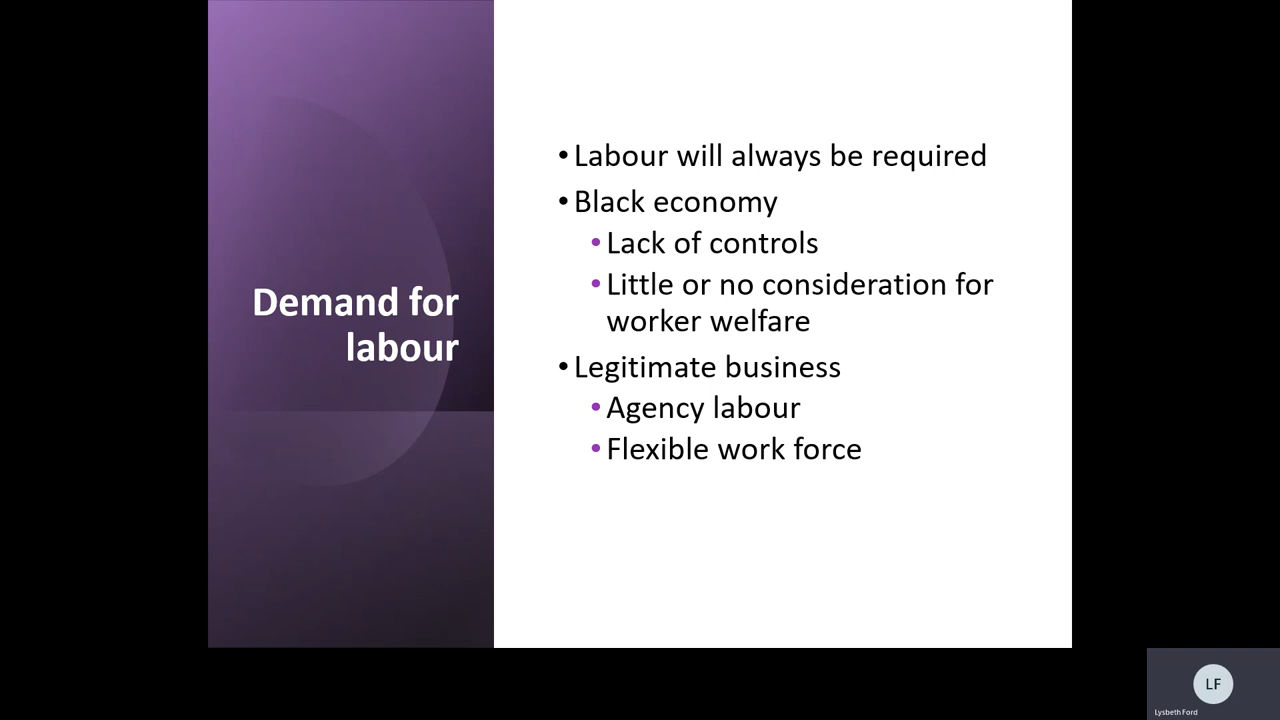 Demand for
labour
• Labour will always be required
• Black economy
• Lack of controls
• Little or no consideration for
worker welfare
• Legitimate business
• Agency labour
• Flexible work force
LF
Lysbeth Ford